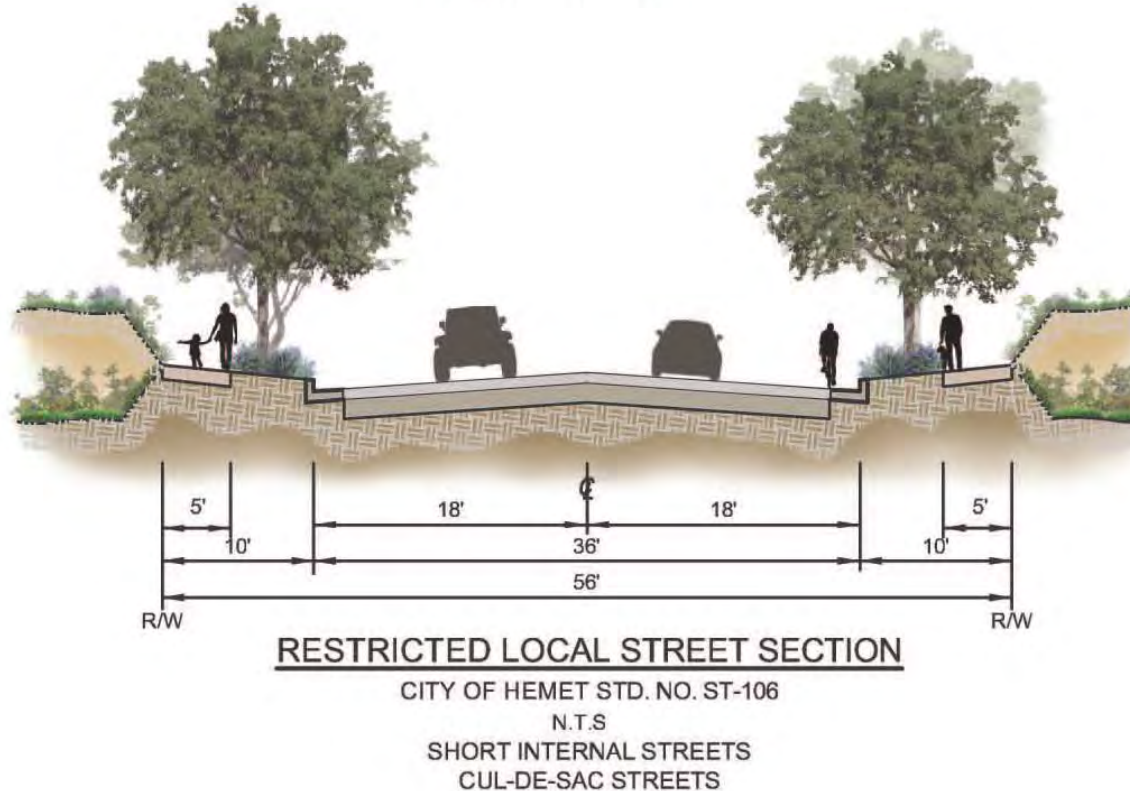 ℄
5' 18' 18' 5'
10' 36' 10'
56'
R/W R/W
RESTRICTED LOCAL STREET SECTION
CITY OF HEMET STD. NO. ST-106
N.T.S
SHORT INTERNAL STREETS
CUL-DE-SAC STREETS